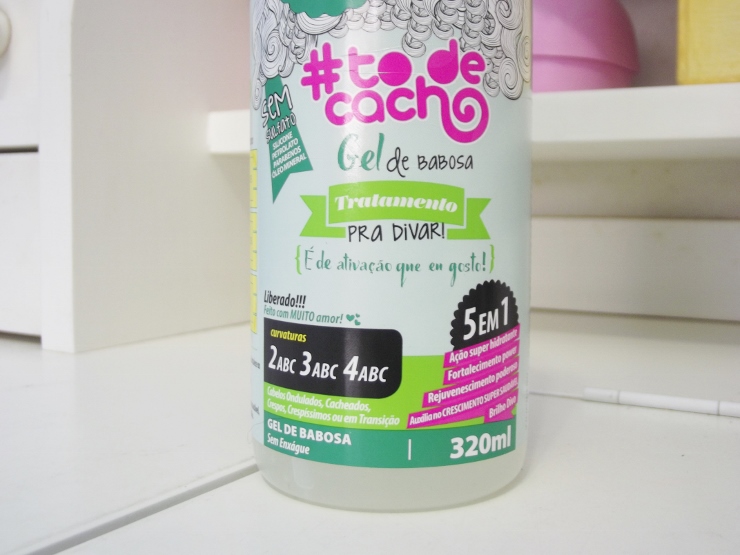 #to de
cacho
SEM
SULFATO
SILICONE
PETROLATO
PARABENOS
ÓLEO MINERAL
Gel de BABOSA
Tratamento
PRA DIVAR!
{É de ativação que eu gosto!}
Liberado!!!
Feito com MUITO amor!
curvaturas
2ABC 3ABC 4ABC
Cabelos Ondulados, Cacheados,
Crespos, Crespíssimos ou em Transição
5 EM 1
Ação super hidratante
Fortalecimento power
Rejuvenescimento poderoso
Auxilia no CRESCIMENTO SUPER SAUDÁVEL
Brilho Diva
GEL DE BABOSA
Sem Enxágue
320ml